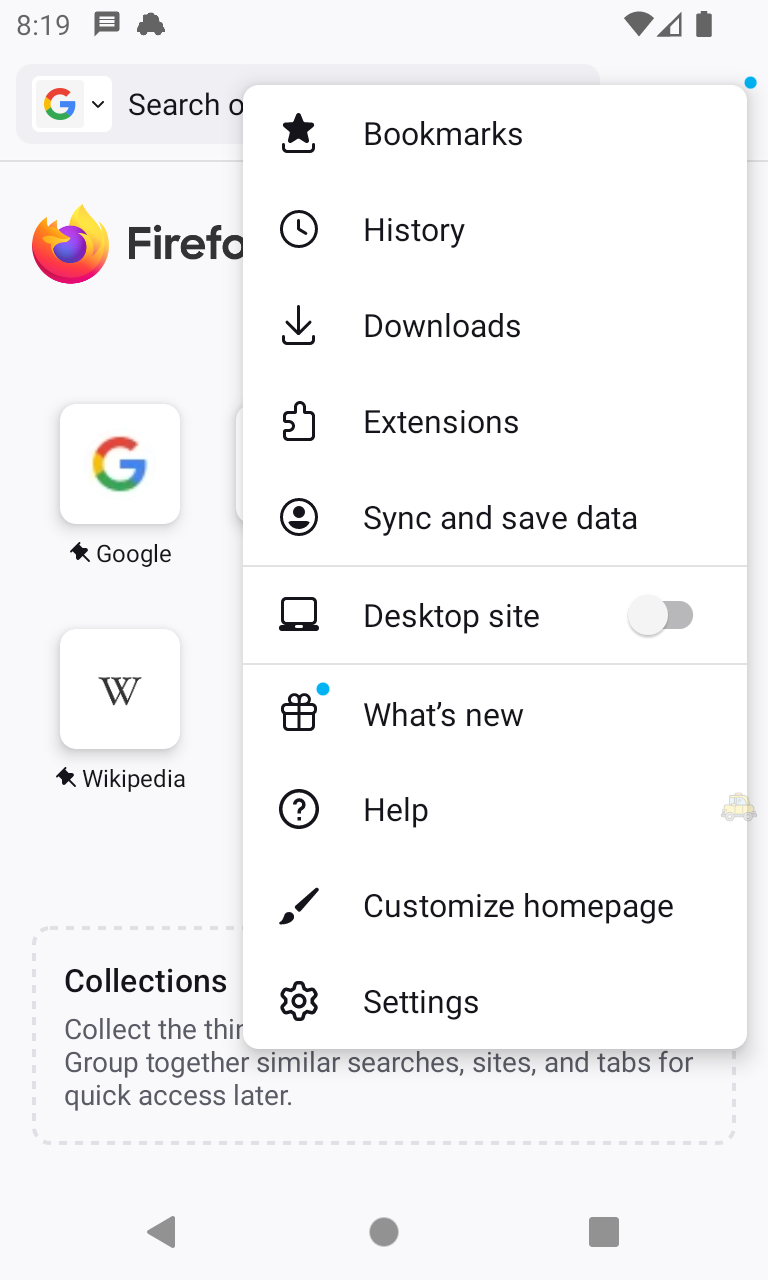 8:19
Search o
Bookmarks
Firefo
History
Downloads
Extensions
Google
Sync and save data
Desktop site
What's new
Wikipedia
Help
Customize homepage
Collections
Settings
Collect the thin
Group together similar searches, sites, and tabs for
quick access later.